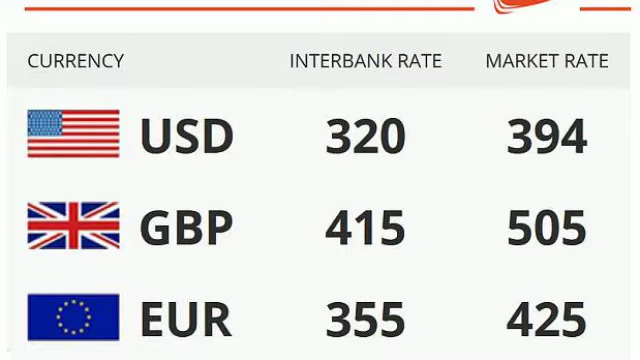 CURRENCY INTERBANK RATE MARKET RATE
USD 320 394
GBP 415 505
EUR 355 425